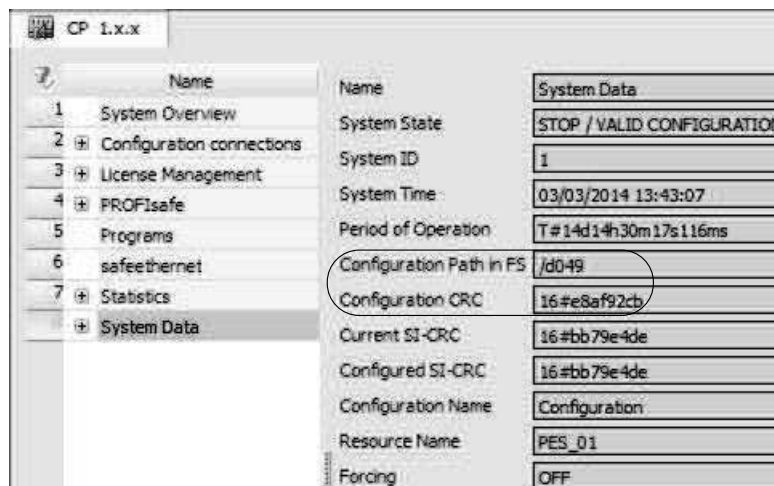 CP 1.x.x
Name
1 System Overview
2 Configuration connections
3 License Management
4 PROFIsafe
5 Programs
6 safeethernet
7 Statistics
System Data
Name System Data
System State STOP / VALID CONFIGURATION
System ID 1
System Time 03/03/2014 13:43:07
Period of Operation T#14d14h30m17s116ms
Configuration Path in FS /d049
Configuration CRC 16#e8af92cb
Current SI-CRC 16#bb79e4de
Configured SI-CRC 16#bb79e4de
Configuration Name Configuration
Resource Name PES_01
Forcing OFF